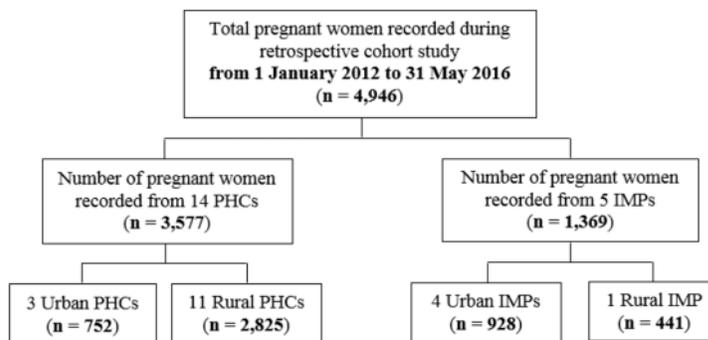 Total pregnant women recorded during
retrospective cohort study
from 1 January 2012 to 31 May 2016
(n = 4,946)
Number of pregnant women
recorded from 14 PHCs
(n = 3,577)
Number of pregnant women
recorded from 5 IMPs
(n = 1,369)
3 Urban PHCs
(n = 752)
11 Rural PHCs
(n = 2,825)
4 Urban IMPs
(n = 928)
1 Rural IMP
(n = 441)